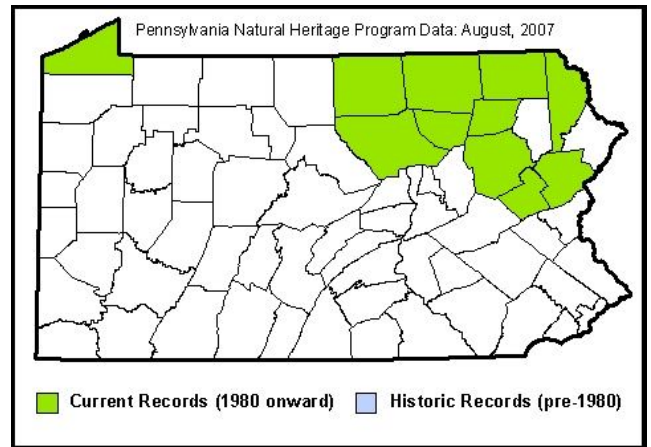 Pennsylvania Natural Heritage Program Data: August, 2007
Current Records (1980 onward) Historic Records (pre-1980)